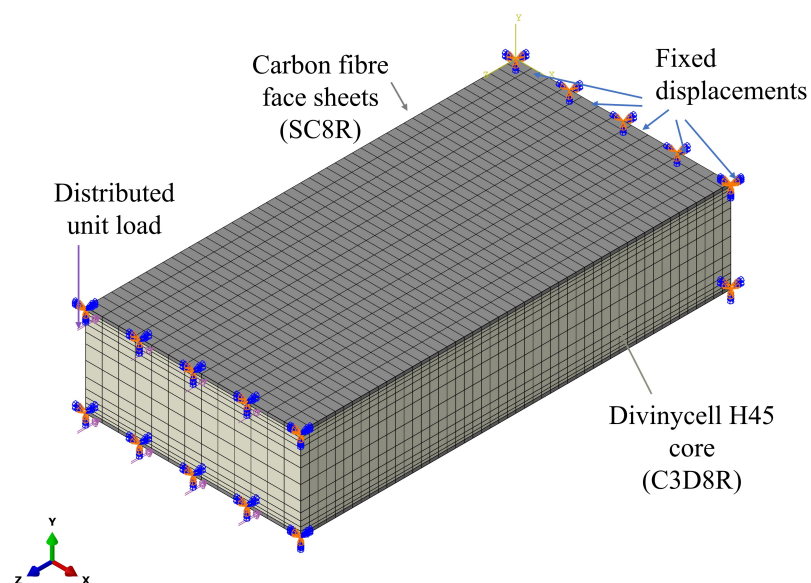 Y
Z
X
Carbon fibre
face sheets
(SC8R)
Fixed
displacements
Distributed
unit load
Divinycell H45
core
(C3D8R)
Y
Z
X